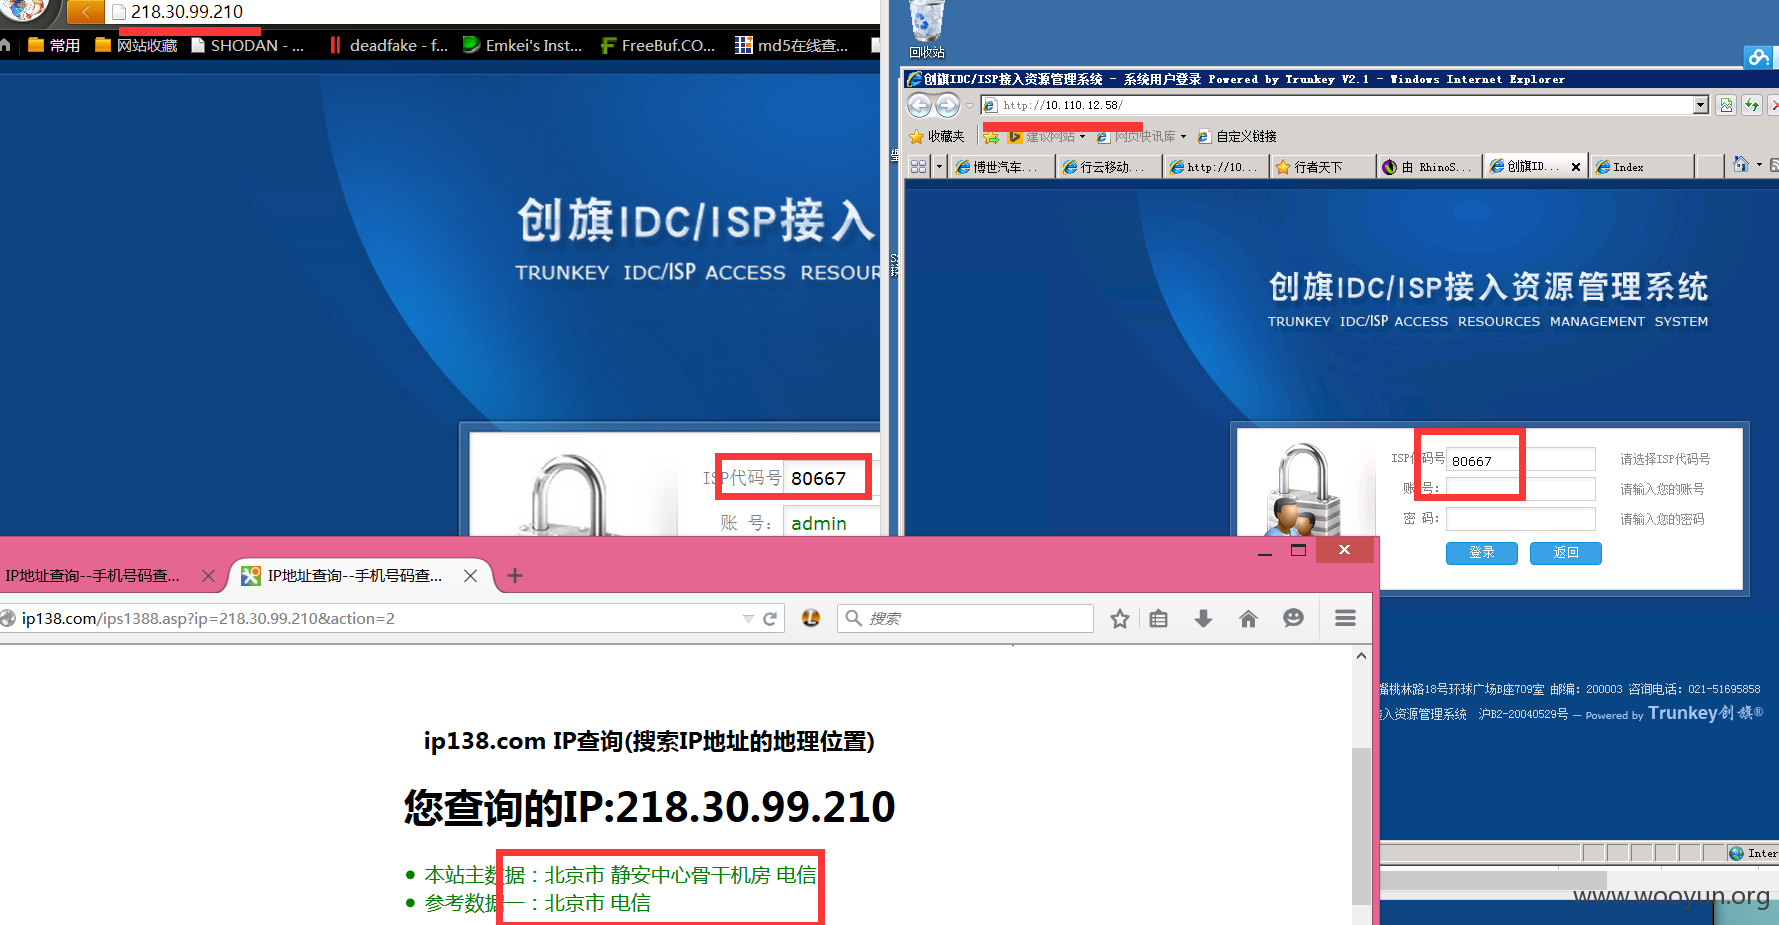 218.30.99.210
常用
网站收藏
SHODAN - ...
deadfake - f...
Emkei's Inst...
FreeBuf.CO...
md5在线查...
创旗IDC/ISP接入
TRUNKEY IDC/ISP ACCESS RESOUR
ISP代码号 80667
账 号： admin
回收站
创旗IDC/ISP接入资源管理系统 - 系统用户登录 Powered by Trunkey V2.1 - Windows Internet Explorer
http://10.110.12.58/
收藏夹
建议网站
网页快讯库
自定义链接
博世汽车...
行云移动...
http://10...
行者天下
由 RhinoS...
创旗ID...
Index
创旗IDC/ISP接入资源管理系统
TRUNKEY IDC/ISP ACCESS RESOURCES MANAGEMENT SYSTEM
ISP代码号 80667 请选择ISP代码号
账 号： 请输入您的账号
密 码： 请输入您的密码
登录 返回
嘴桃林路18号环球广场B座709室 邮编：200003 咨询电话：021-51695858
入资源管理系统 沪B2-20040529号 — Powered by Trunkey创旗®
Inter
IP地址查询--手机号码查...
IP地址查询--手机号码查...
ip138.com/ips1388.asp?ip=218.30.99.210&action=2
搜索
ip138.com IP查询(搜索IP地址的地理位置)
您查询的IP:218.30.99.210
本站主数据：北京市 静安中心骨干机房 电信
参考数据一：北京市 电信
www.wooyun.org